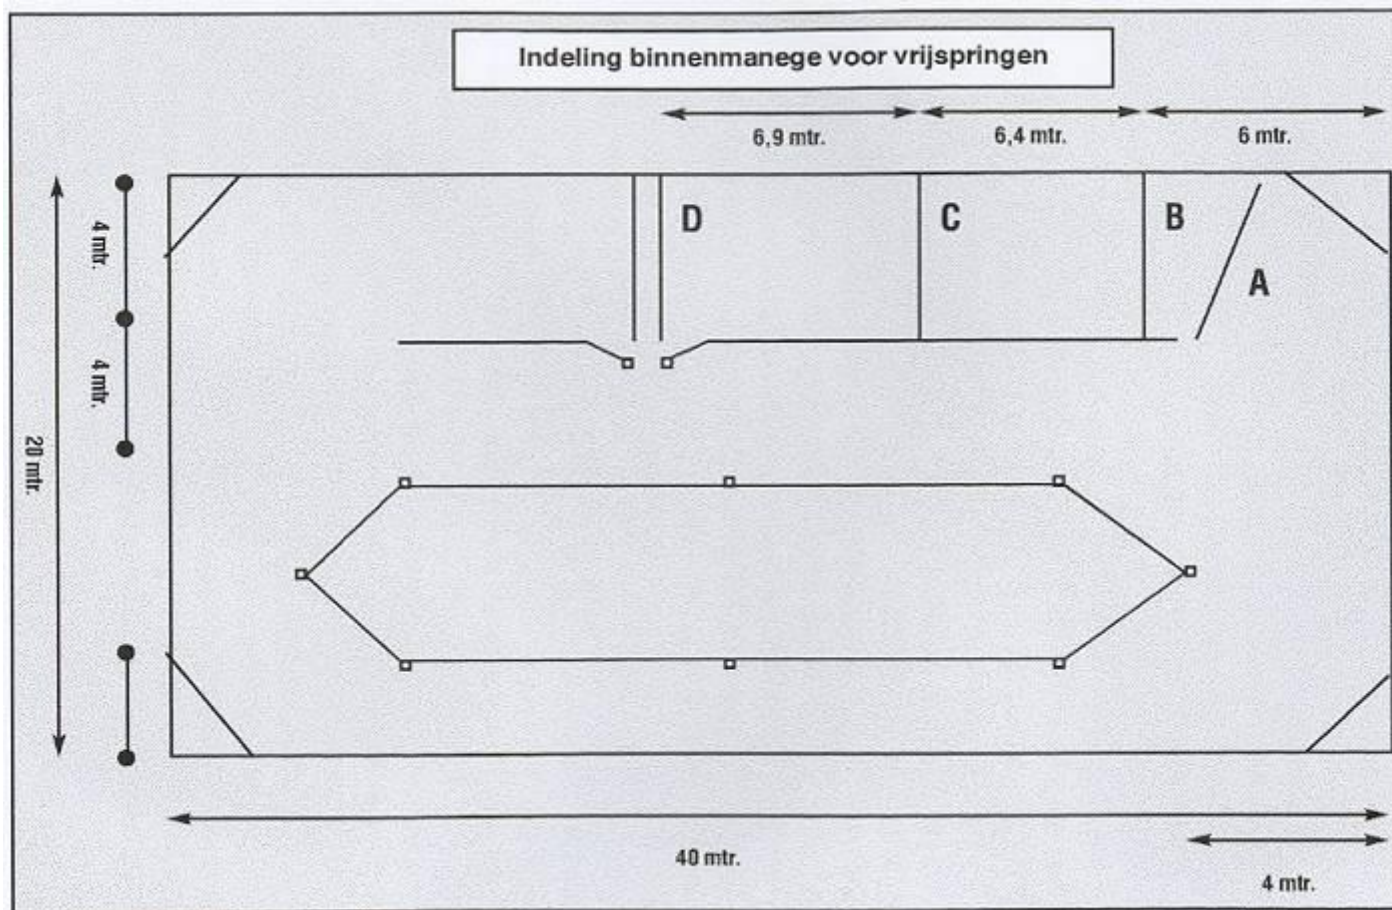 Indeling binnenmanege voor vrijspringen
6,9 mtr.
6,4 mtr.
6 mtr.
D
C
B
A
4 mtr.
4 mtr.
20 mtr.
40 mtr.
4 mtr.